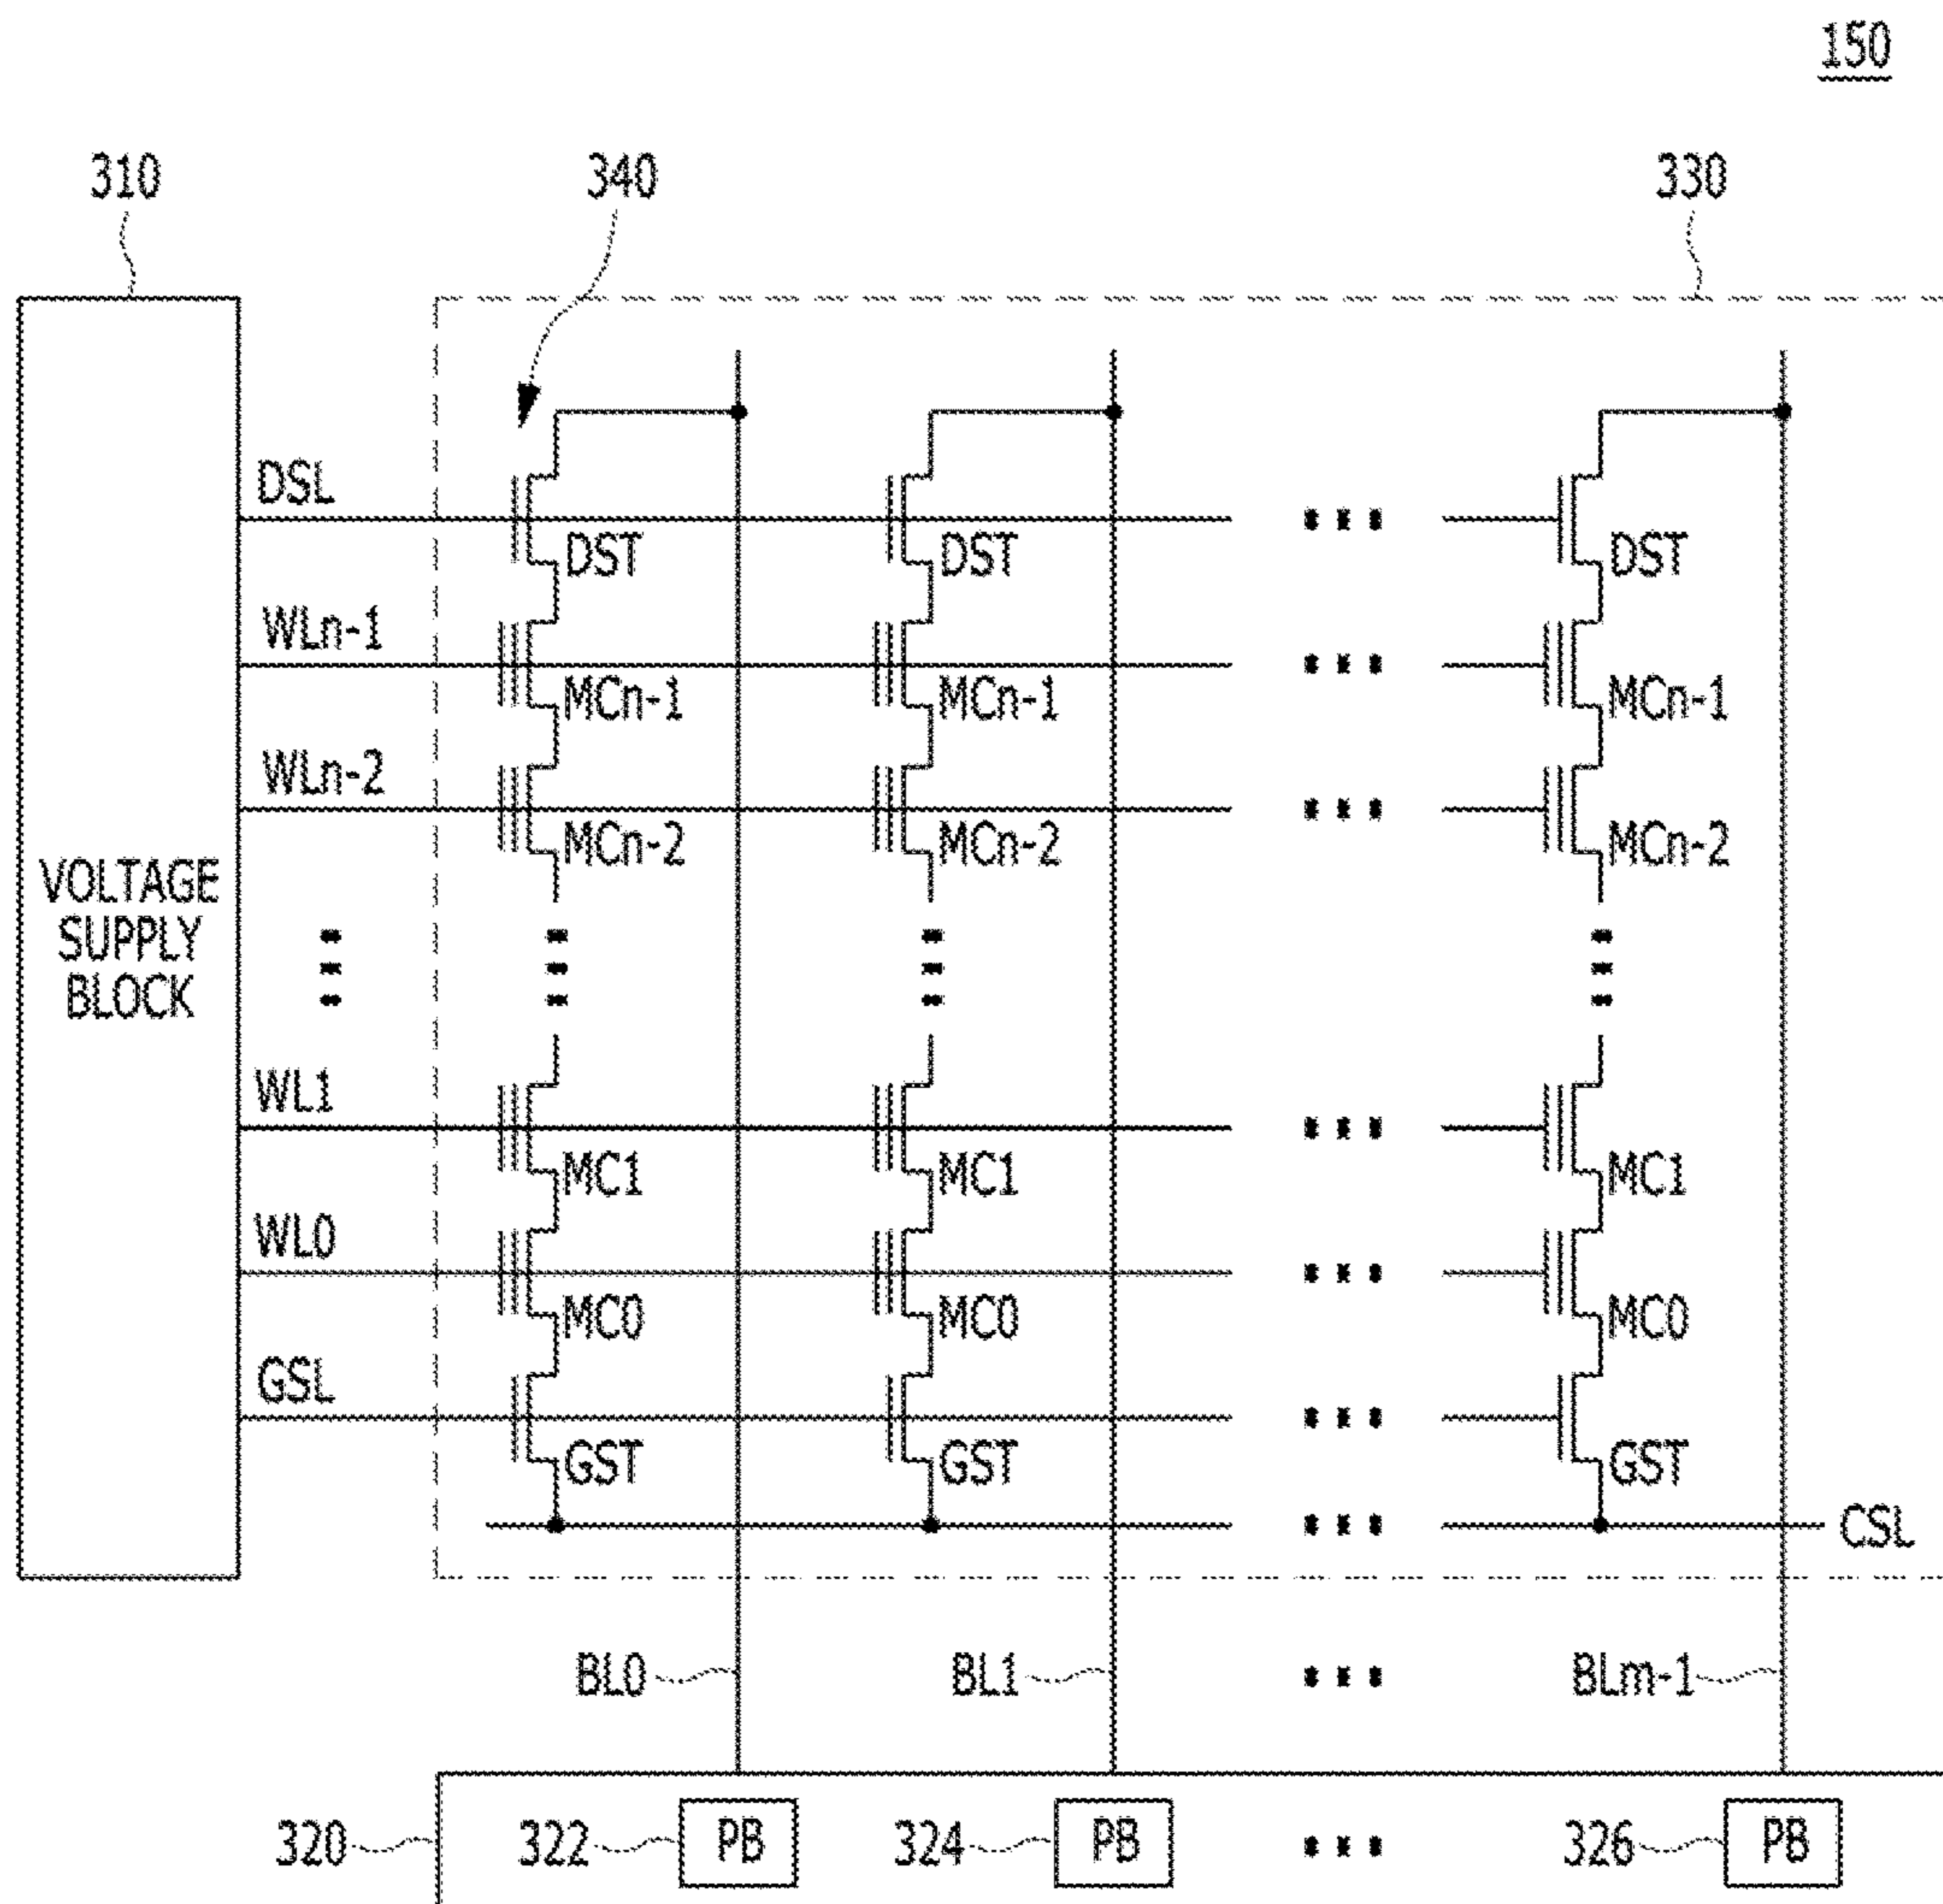 150
310
340
330
DSL
DST
DST
DST
WLn-1
MCn-1
MCn-1
MCn-1
WLn-2
MCn-2
MCn-2
MCn-2
VOLTAGE
SUPPLY
BLOCK
WL1
MC1
MC1
MC1
WL0
MC0
MC0
MC0
GSL
GST
GST
GST
CSL
BL0
BL1
BLm-1
320
322
PB
324
PB
326
PB